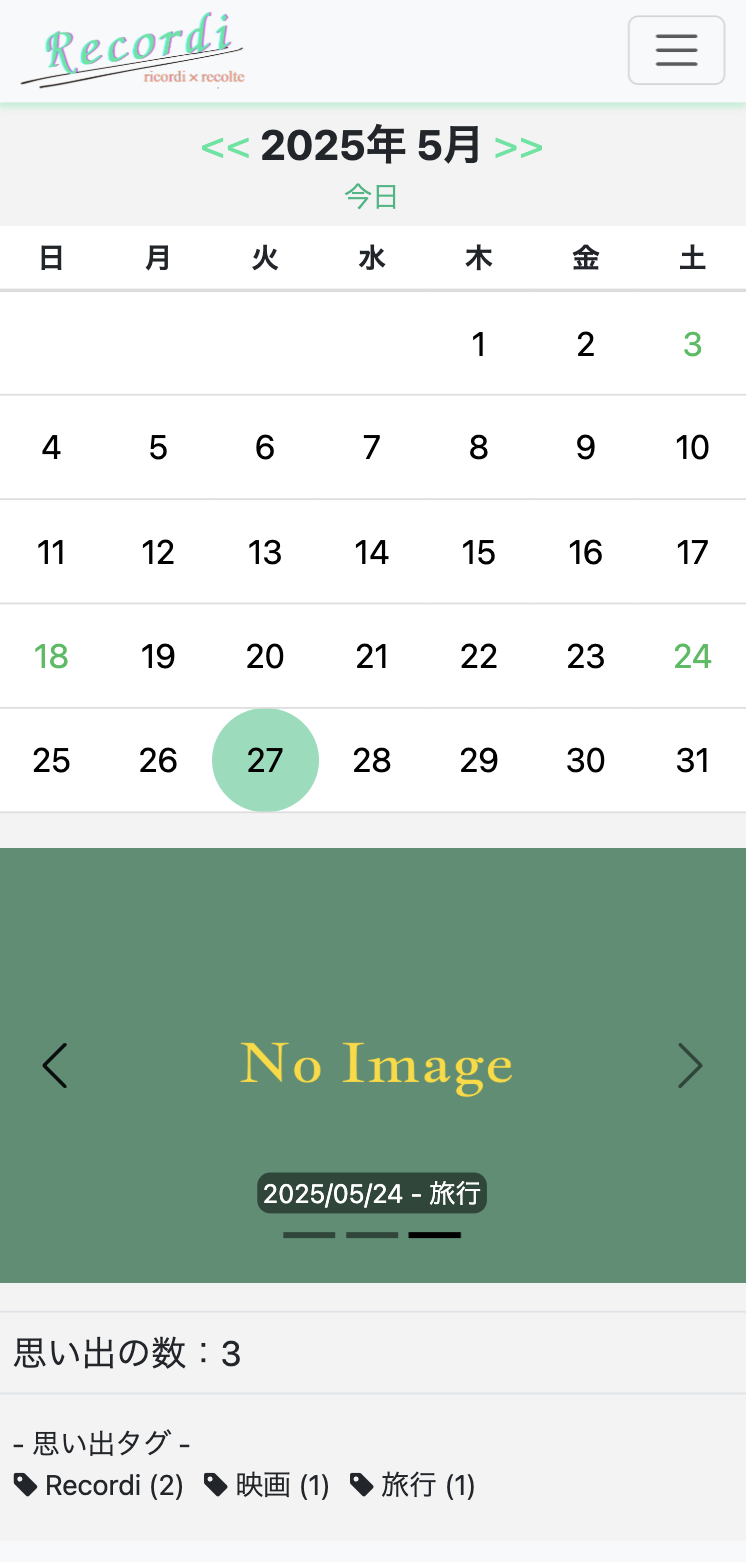 Recordi
ricordi × recolte
<< 2025年 5月 >>
今日
日 月 火 水 木 金 土
1 2 3
4 5 6 7 8 9 10
11 12 13 14 15 16 17
18 19 20 21 22 23 24
25 26 27 28 29 30 31
No Image
2025/05/24 - 旅行
思い出の数：3
- 思い出タグ -
Recordi (2) 映画 (1) 旅行 (1)